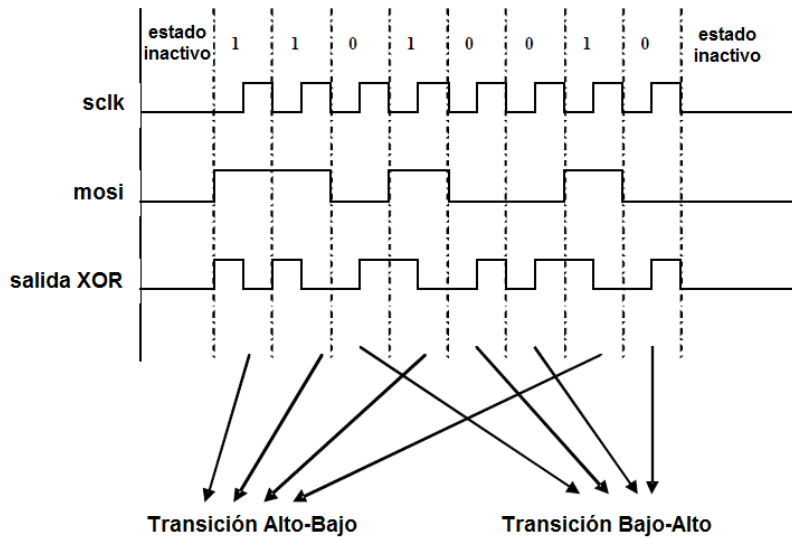 estado
inactivo
1 1 0 1 0 0 1 0
estado
inactivo
sclk
mosi
salida XOR
Transición Alto-Bajo
Transición Bajo-Alto